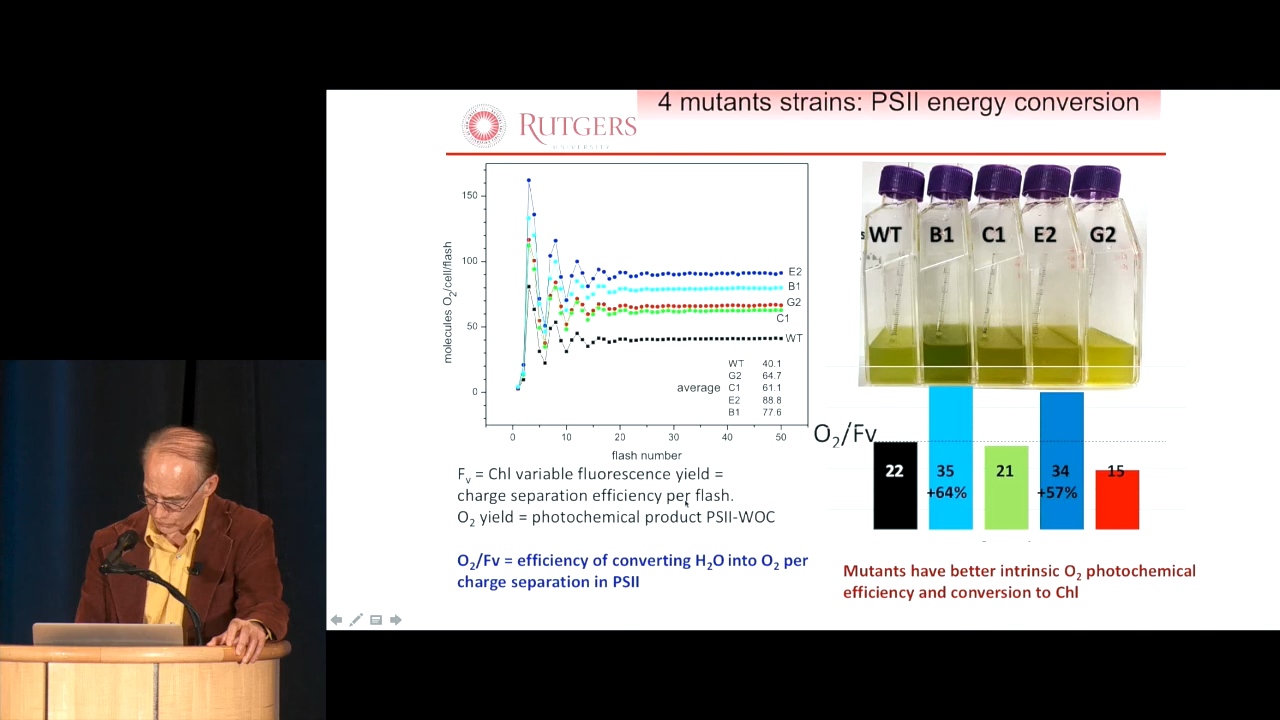 4 mutants strains: PSII energy conversion
RUTGERS
UNIVERSITY
molecules O₂/cell/flash
150
100
50
0
E2
B1
G2
C1
WT
average
WT 40.1
G2 64.7
C1 61.1
E2 88.8
B1 77.6
0 10 20 30 40 50
flash number
WT B1 C1 E2 G2
O₂/Fv
22 35 21 34 15
+64% +57%
Fᵥ = Chl variable fluorescence yield =
charge separation efficiency per flash.
O₂ yield = photochemical product PSII-WOC
O₂/Fv = efficiency of converting H₂O into O₂ per
charge separation in PSII
Mutants have better intrinsic O₂ photochemical
efficiency and conversion to Chl